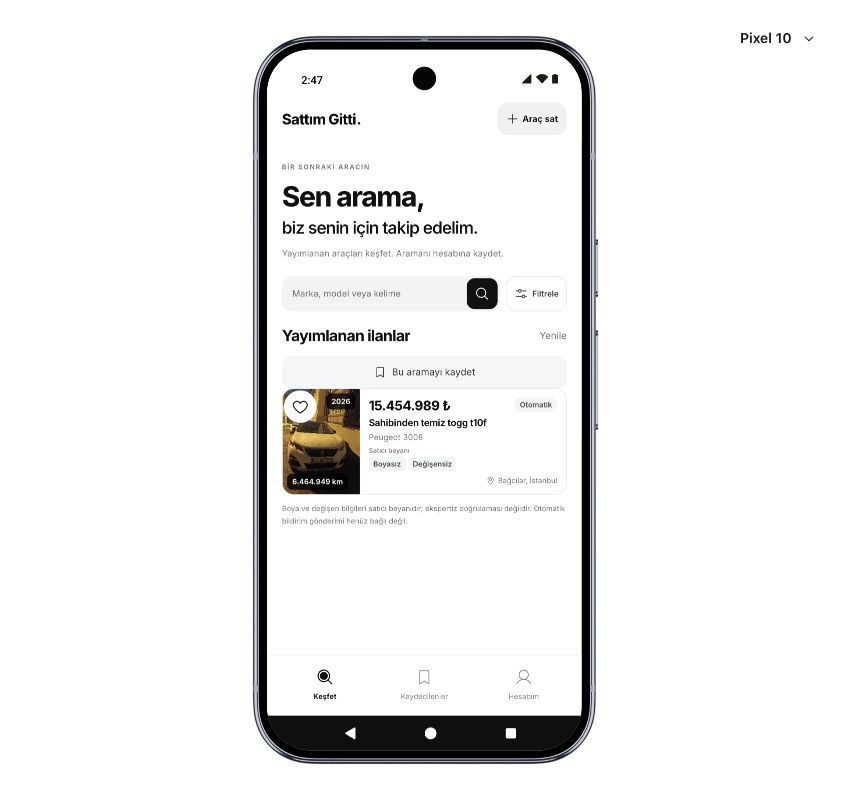 Pixel 10
2:47
Sattım Gitti.
Araç sat
BİR SONRAKİ ARACIN
Sen arama,
biz senin için takip edelim.
Yayımlanan araçları keşfet. Aramanı hesabına kaydet.
Marka, model veya kelime
Filtrele
Yayımlanan ilanlar
Yenile
Bu aramayı kaydet
2026
15.454.989 ₺
Otomatik
Sahibinden temiz togg t10f
Peugeot 3008
Satıcı beyanı
Boyasız
Değişensiz
6.464.949 km
Bağcılar, İstanbul
Boya ve değişen bilgileri satıcı beyanıdır; ekspertiz doğrulaması değildir. Otomatik
bildirim gönderimi henüz bağlı değil.
Keşfet
Kaydedilenler
Hesabım